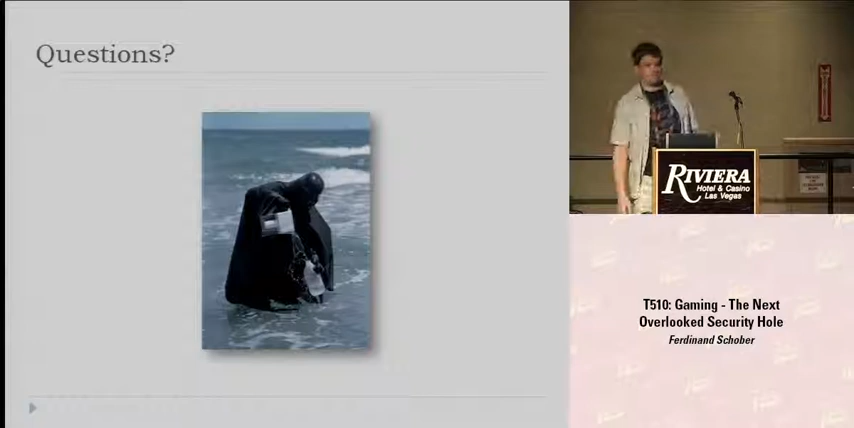 Questions?
RIVIERA
Hotel & Casino
Las Vegas
T510: Gaming - The Next
Overlooked Security Hole
Ferdinand Schober